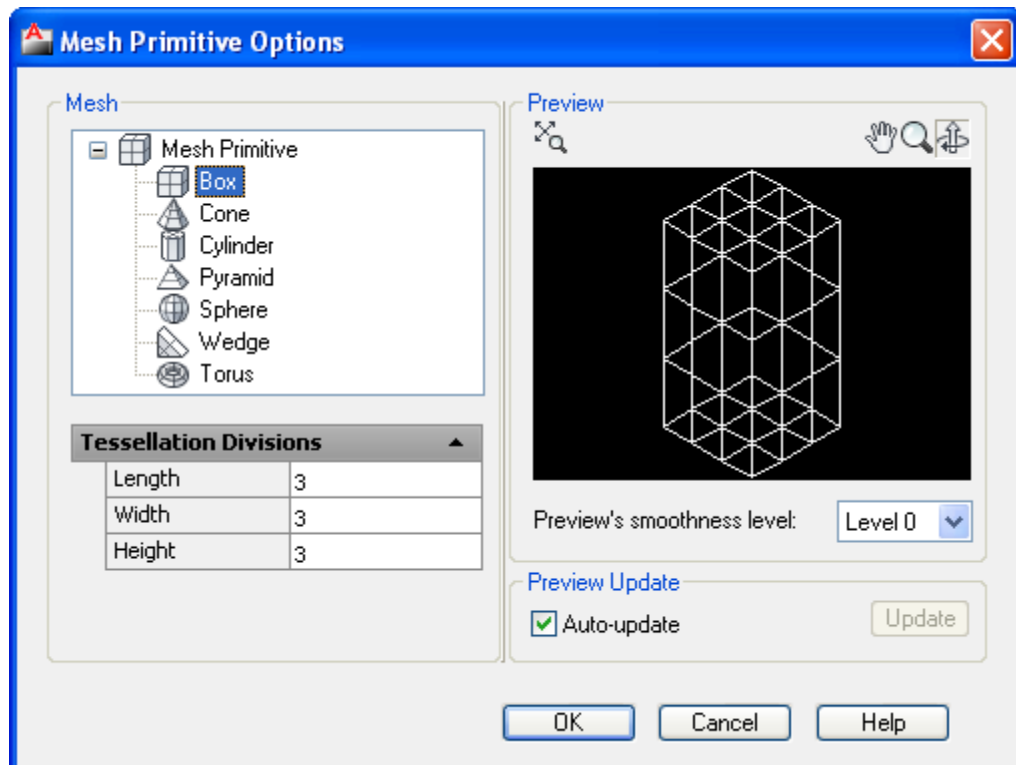 Mesh Primitive Options
Mesh
Mesh Primitive
Box
Cone
Cylinder
Pyramid
Sphere
Wedge
Torus
Tessellation Divisions
Length 3
Width 3
Height 3
Preview
Preview's smoothness level: Level 0
Preview Update
Auto-update Update
OK Cancel Help